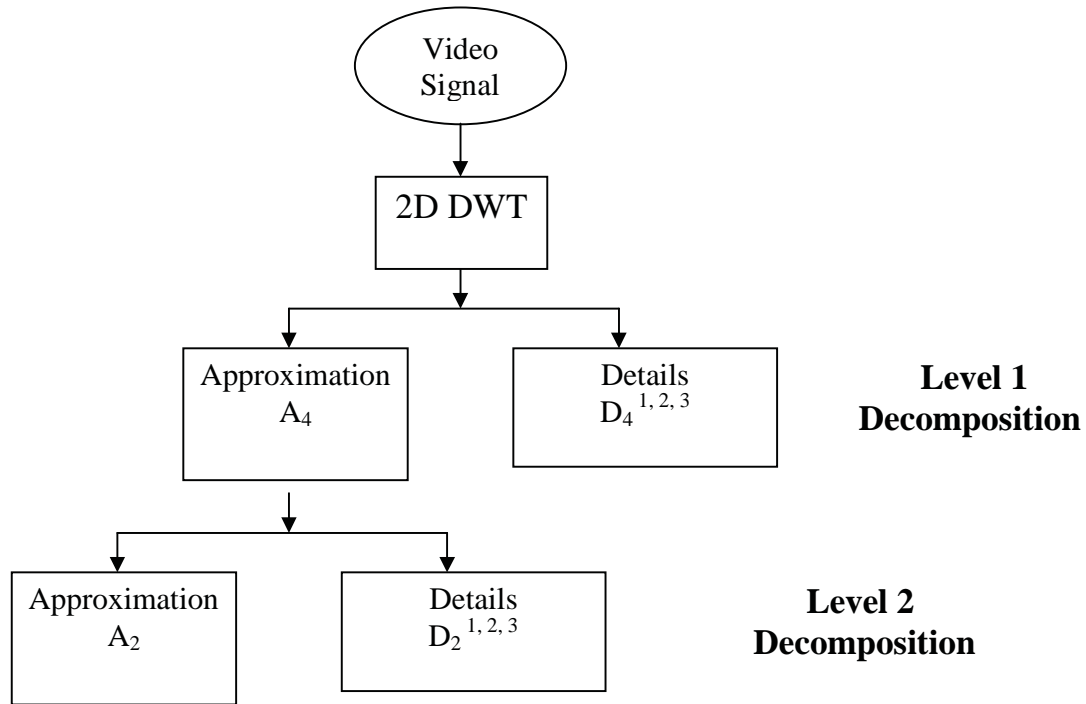 Video
Signal
2D DWT
Approximation
A₄
Details
D₄ ¹, ², ³
Level 1
Decomposition
Approximation
A₂
Details
D₂ ¹, ², ³
Level 2
Decomposition